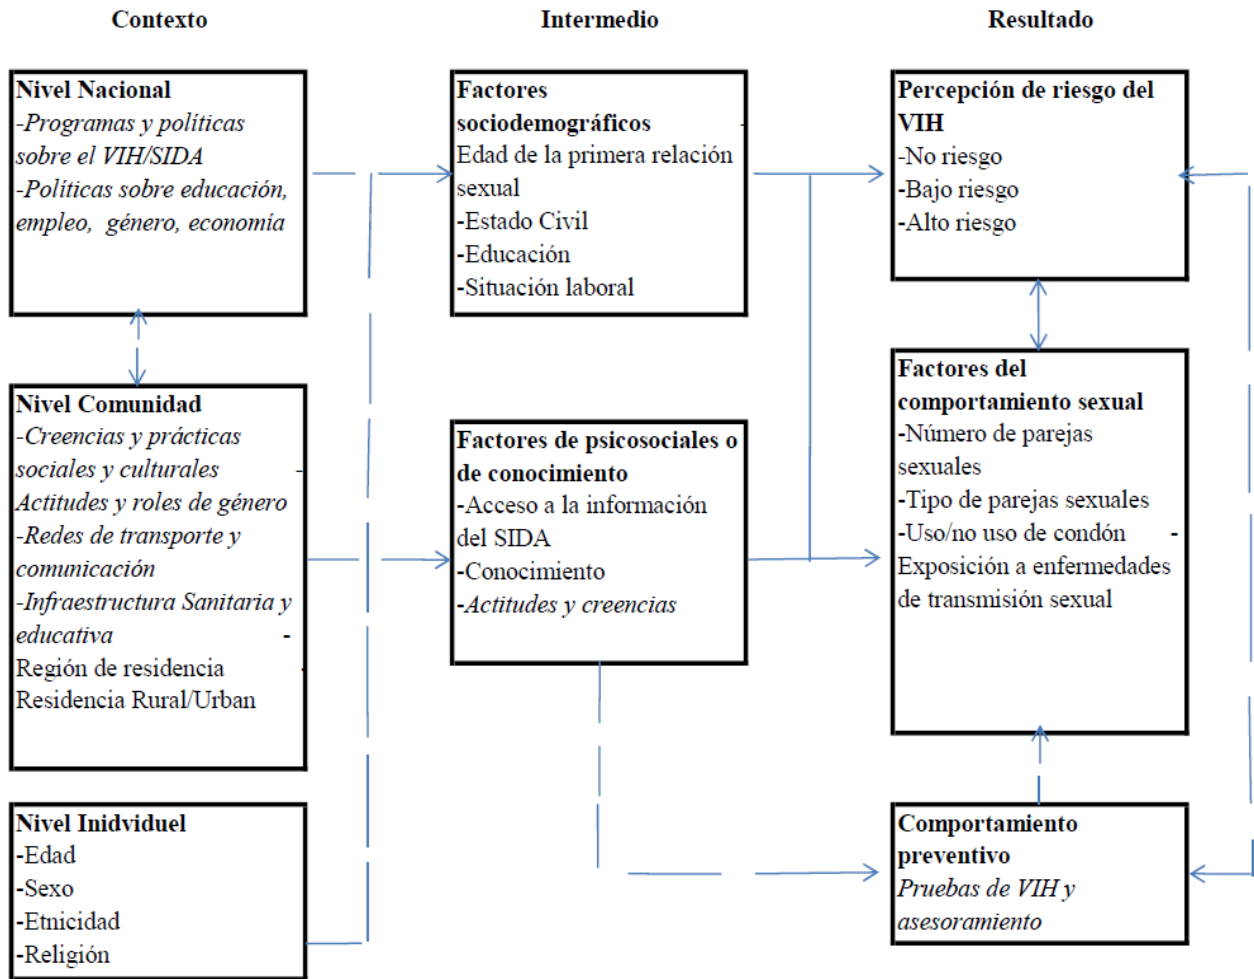 Contexto
Nivel Nacional
-Programas y políticas
sobre el VIH/SIDA
-Políticas sobre educación,
empleo, género, economía
Nivel Comunidad
-Creencias y prácticas
sociales y culturales -
Actitudes y roles de género
-Redes de transporte y
comunicación
-Infraestructura Sanitaria y
educativa -
Región de residencia -
Residencia Rural/Urban
Nivel Inidviduel
-Edad
-Sexo
-Etnicidad
-Religión
Intermedio
Factores
sociodemográficos -
Edad de la primera relación
sexual
-Estado Civil
-Educación
-Situación laboral
Factores de psicosociales o
de conocimiento
-Acceso a la información
del SIDA
-Conocimiento
-Actitudes y creencias
Resultado
Percepción de riesgo del
VIH
-No riesgo
-Bajo riesgo
-Alto riesgo
Factores del
comportamiento sexual
-Número de parejas
sexuales
-Tipo de parejas sexuales
-Uso/no uso de condón -
Exposición a enfermedades
de transmisión sexual
Comportamiento
preventivo
Pruebas de VIH y
asesoramiento